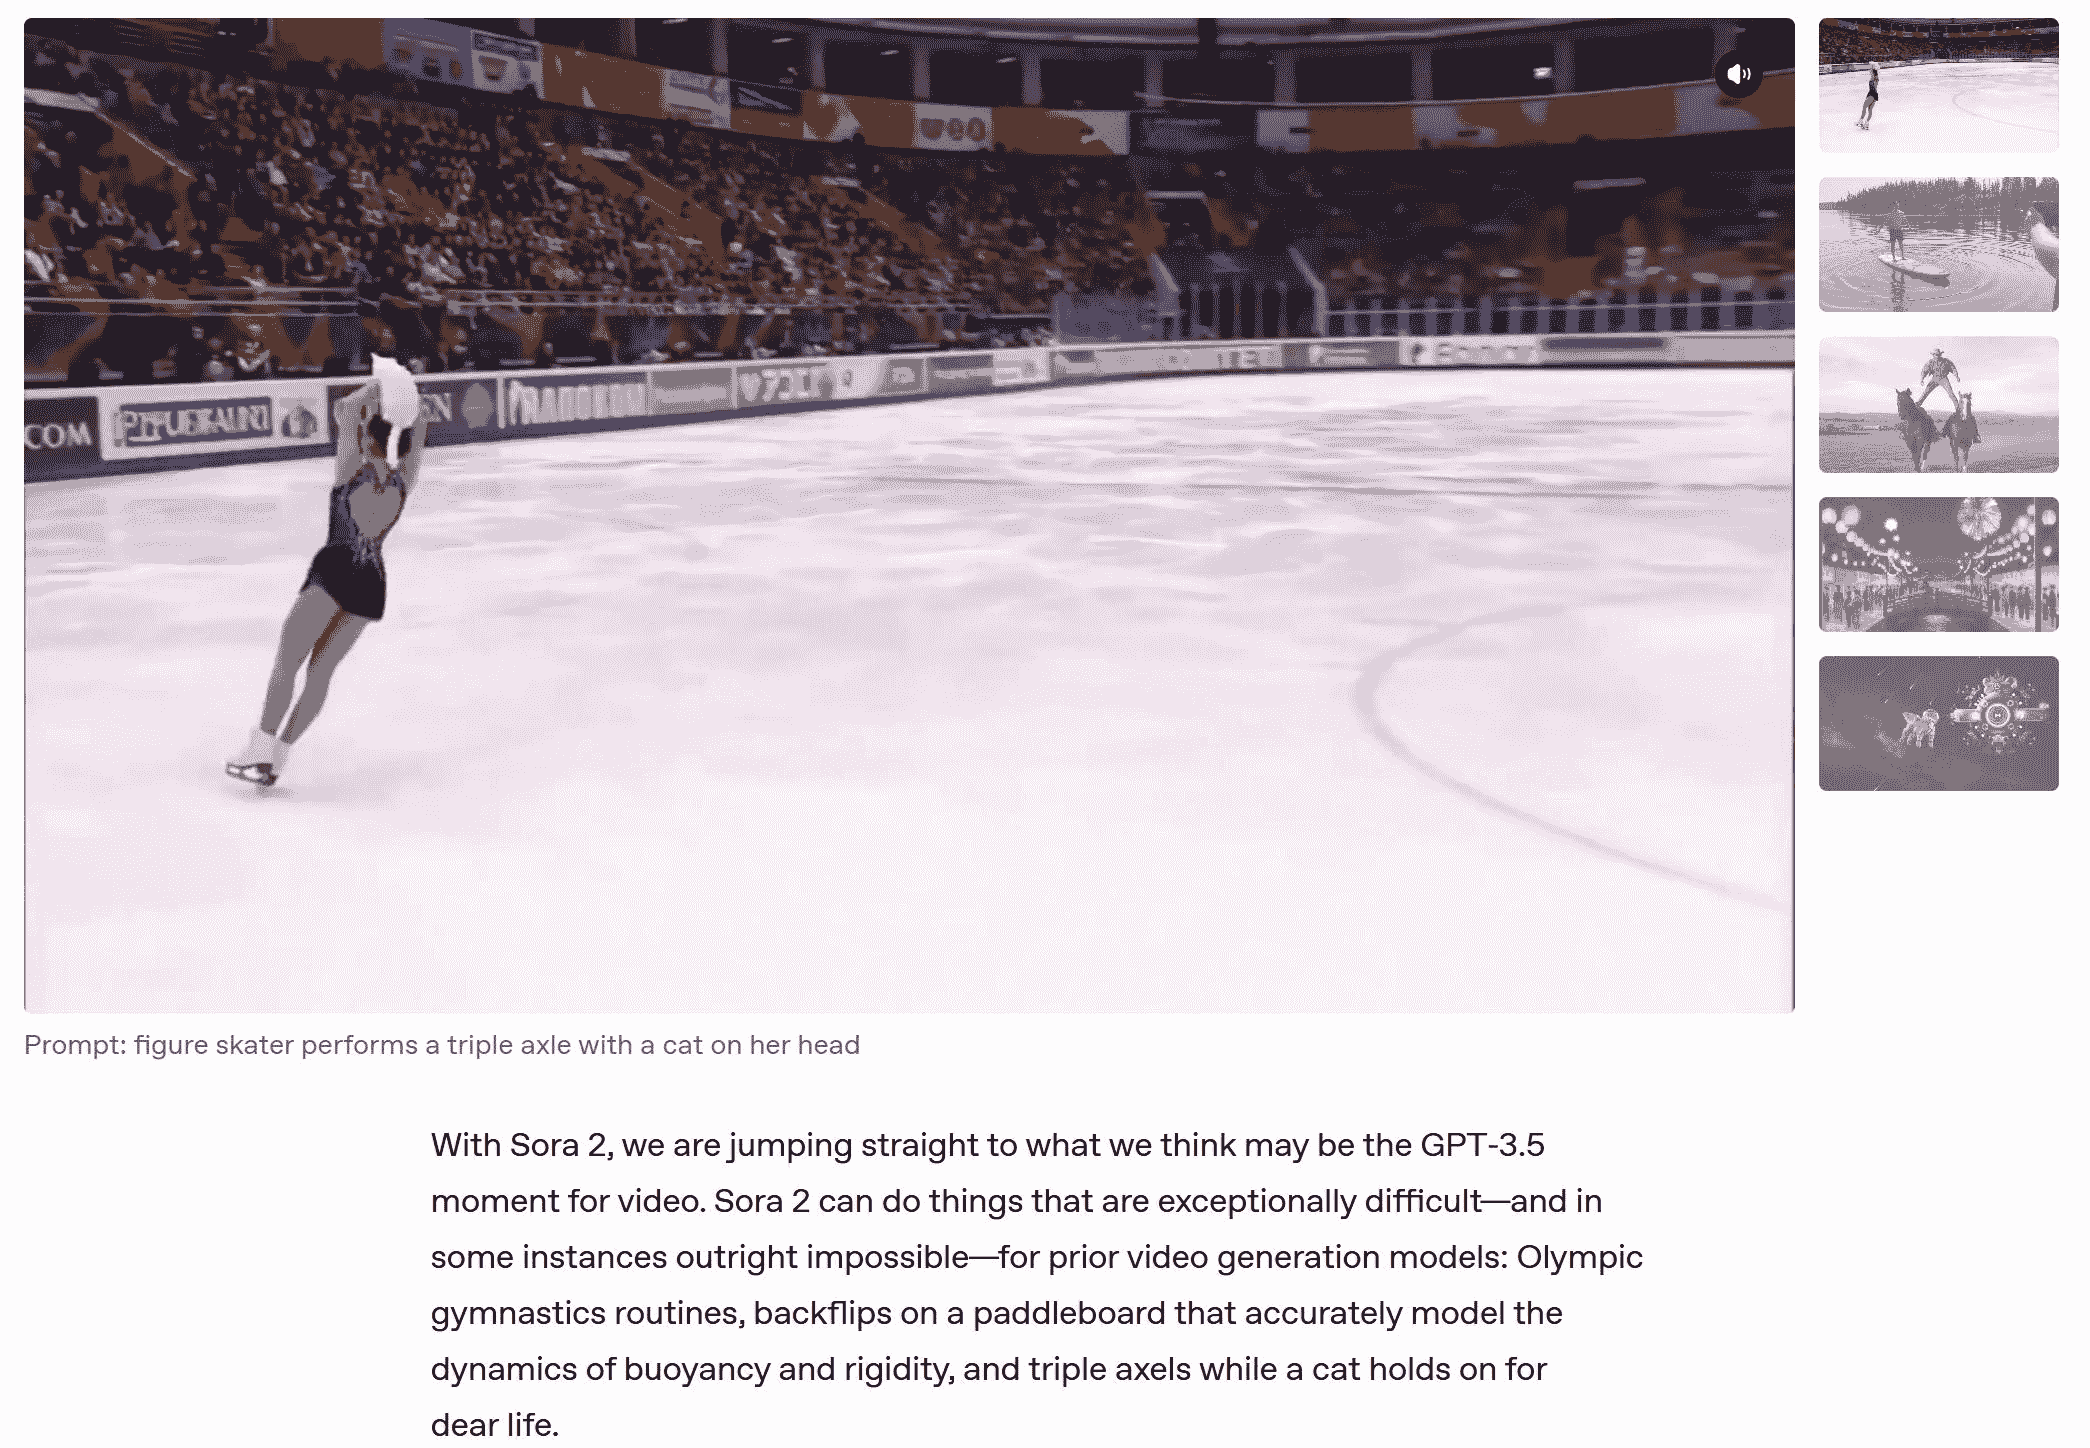 COM
Prompt: figure skater performs a triple axle with a cat on her head
With Sora 2, we are jumping straight to what we think may be the GPT-3.5
moment for video. Sora 2 can do things that are exceptionally difficult—and in
some instances outright impossible—for prior video generation models: Olympic
gymnastics routines, backflips on a paddleboard that accurately model the
dynamics of buoyancy and rigidity, and triple axels while a cat holds on for
dear life.